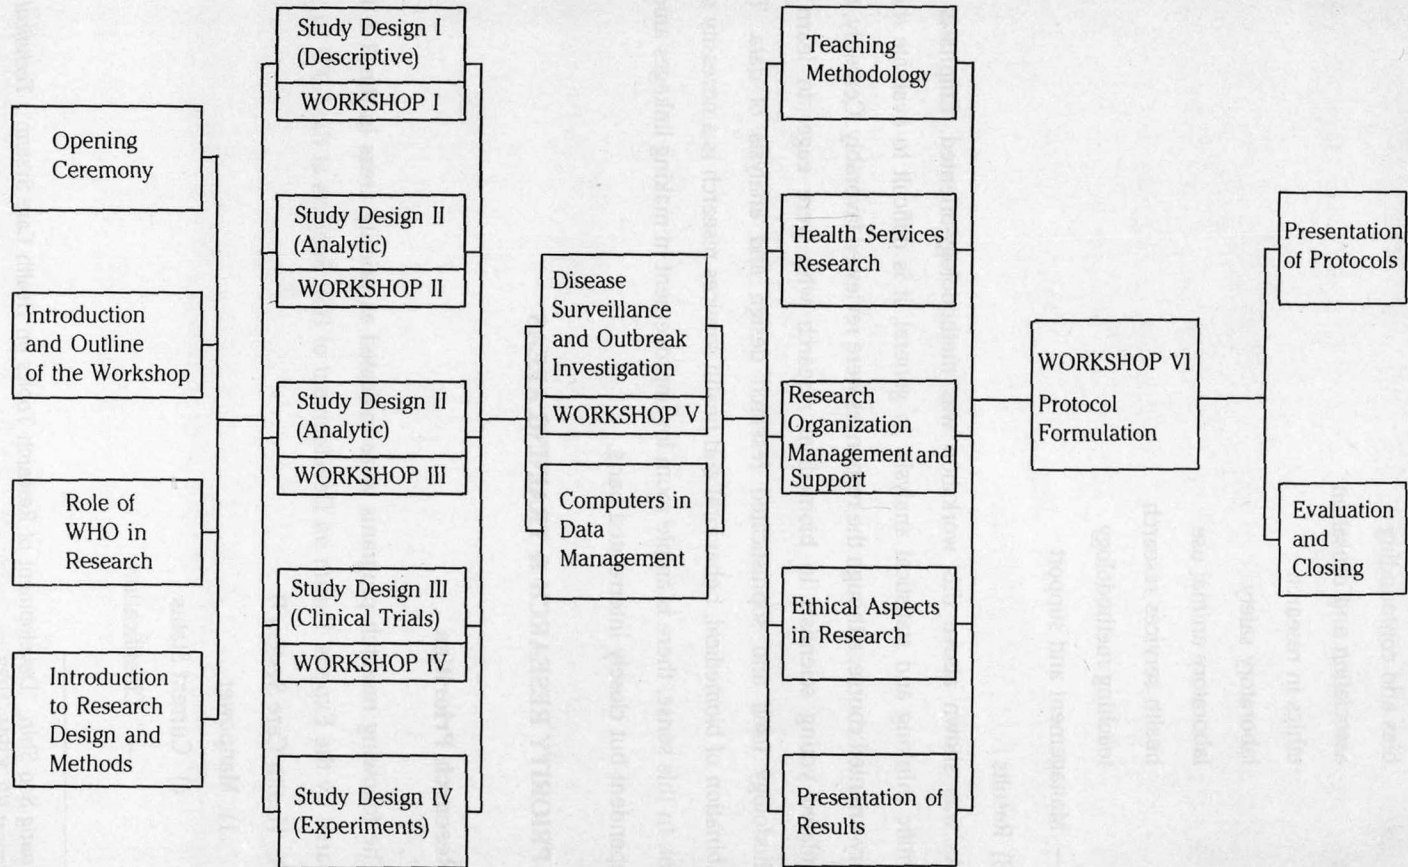 Opening
Ceremony
Introduction
and Outline
of the Workshop
Role of
WHO in
Research
Introduction
to Research
Design and
Methods
Study Design I
(Descriptive)
WORKSHOP I
Study Design II
(Analytic)
WORKSHOP II
Study Design II
(Analytic)
WORKSHOP III
Study Design III
(Clinical Trials)
WORKSHOP IV
Study Design IV
(Experiments)
Disease
Surveillance
and Outbreak
Investigation
WORKSHOP V
Computers in
Data
Management
Teaching
Methodology
Health Services
Research
Research
Organization
Management and
Support
Ethical Aspects
in Research
Presentation of
Results
WORKSHOP VI
Protocol
Formulation
Presentation
of Protocols
Evaluation
and
Closing